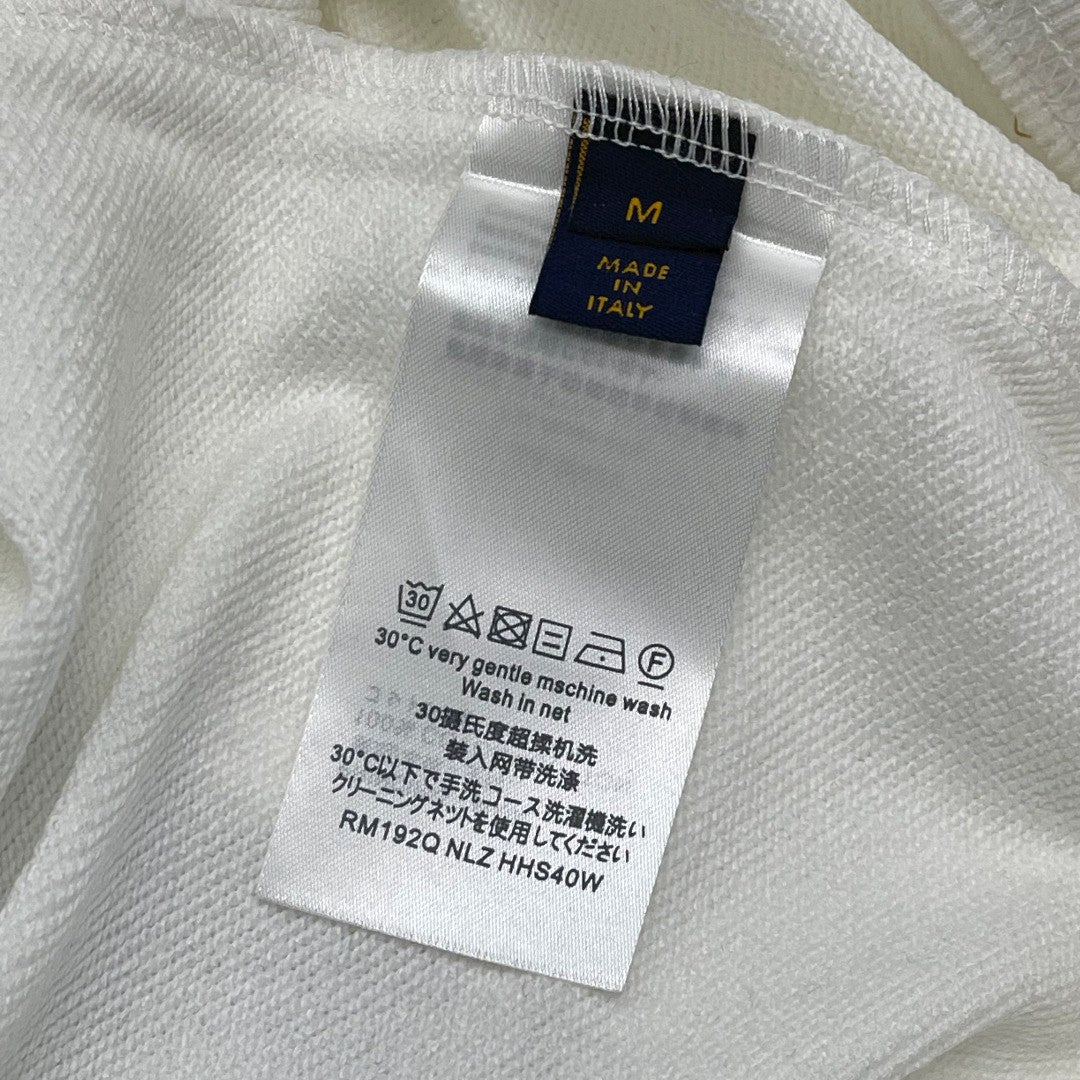 M
MADE
IN
ITALY
30
F
30°C very gentle mschine wash
Wash in net
30摄氏度超揉机洗
装入网带洗涤
30°C以下で手洗コース洗濯機洗い
クリーニングネットを使用してください
RM192Q NLZ HHS40W